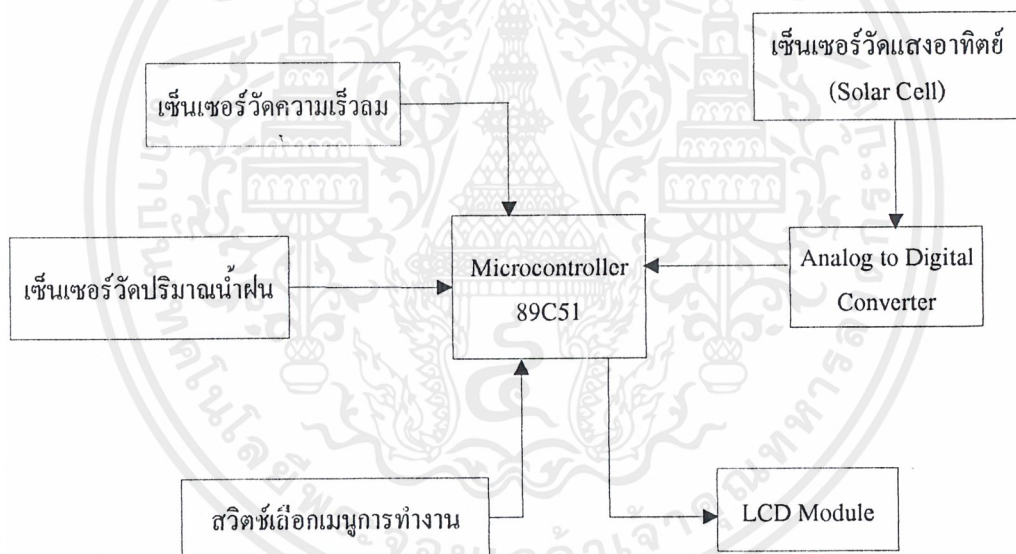 เซ็นเซอร์วัดแสงอาทิตย์
(Solar Cell)
เซ็นเซอร์วัดความเร็วลม
Microcontroller
89C51
Analog to Digital
Converter
เซ็นเซอร์วัดปริมาณน้ำฝน
สวิตช์เลือกเมนูการทำงาน
LCD Module